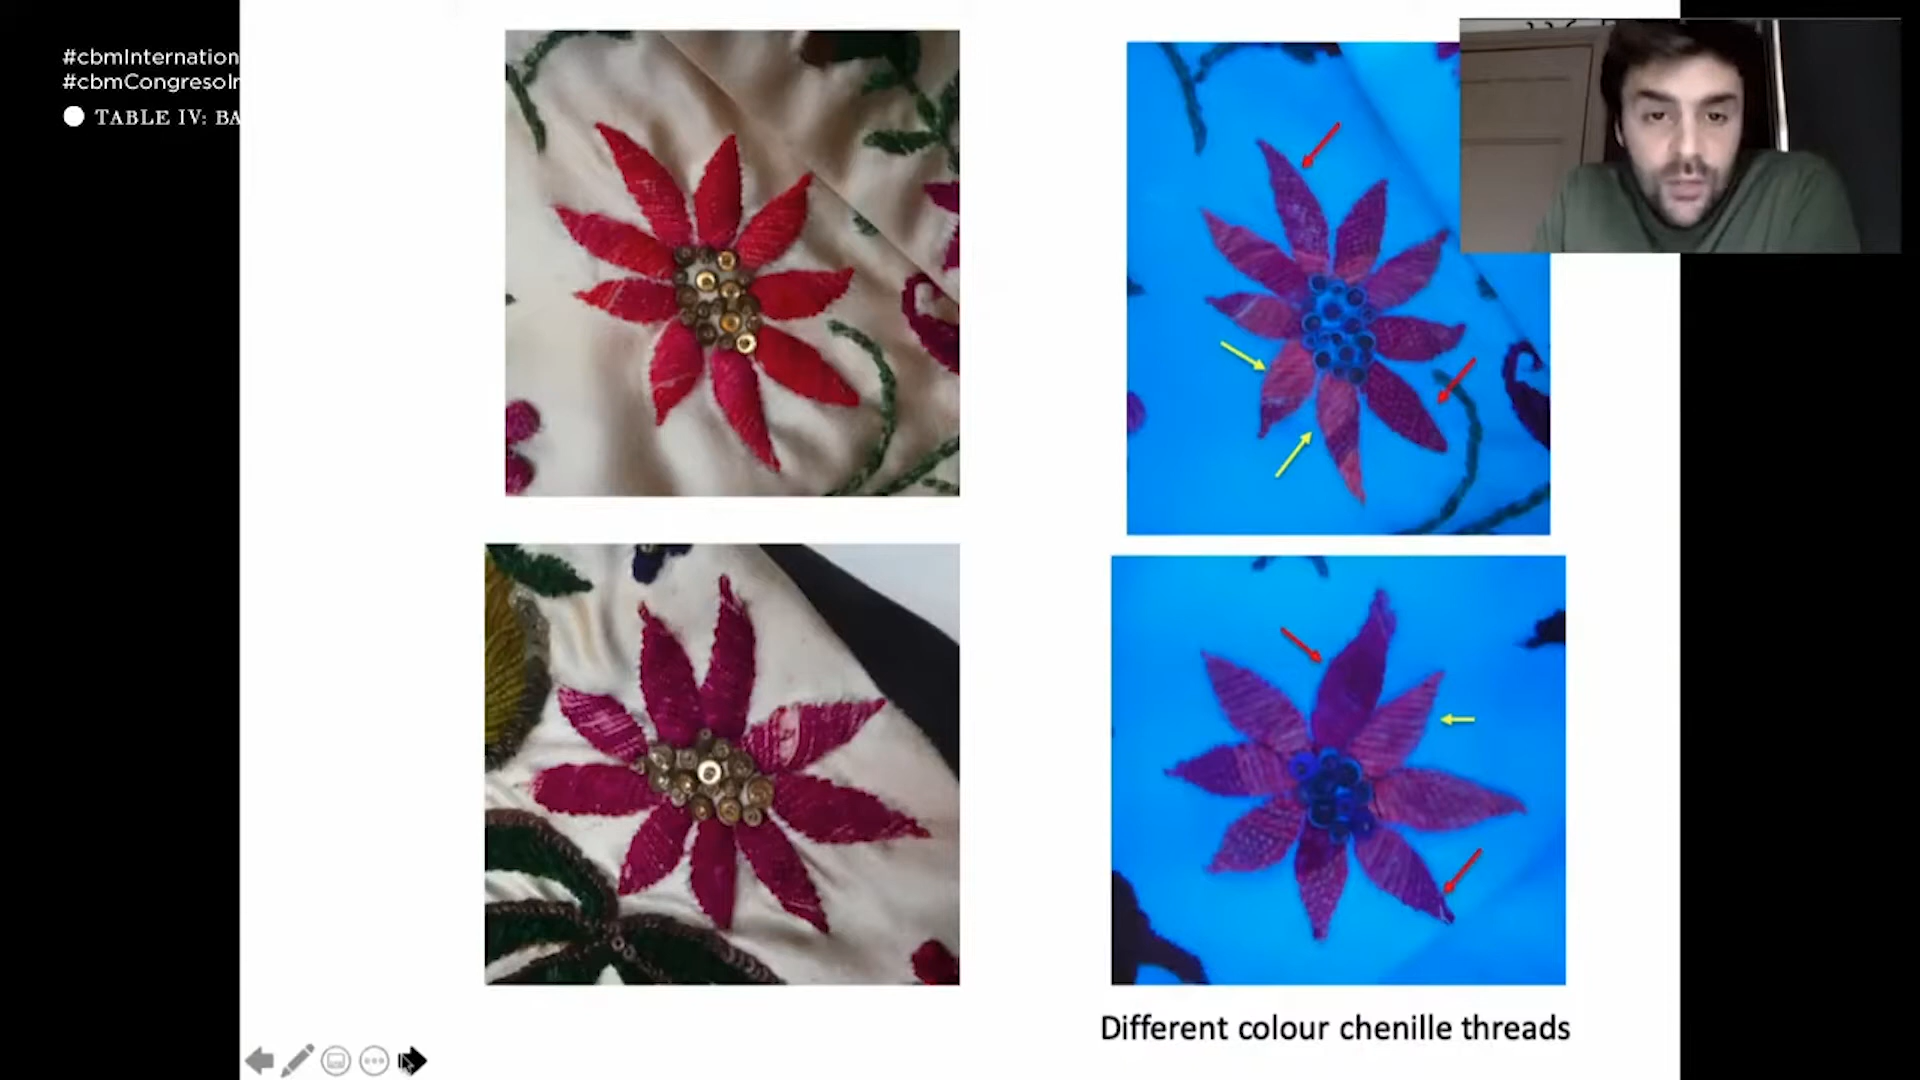 #cbmInternation
#cbmCongresoIr
TABLE IV: BA
Different colour chenille threads